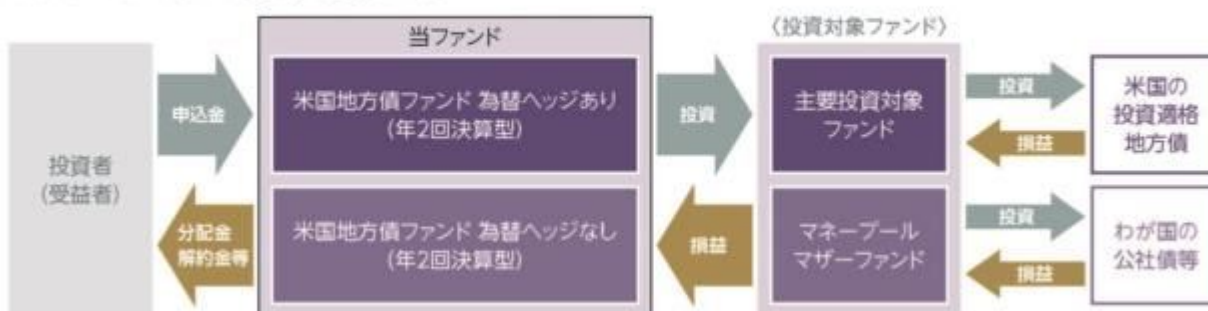 当ファンド
〈投資対象ファンド〉
投資者
(受益者)
申込金
分配金
解約金等
米国地方債ファンド 為替ヘッジあり
(年2回決算型)
米国地方債ファンド 為替ヘッジなし
(年2回決算型)
投資
損益
主要投資対象
ファンド
マネープール
マザーファンド
投資
損益
投資
損益
米国の
投資適格
地方債
わが国の
公社債等